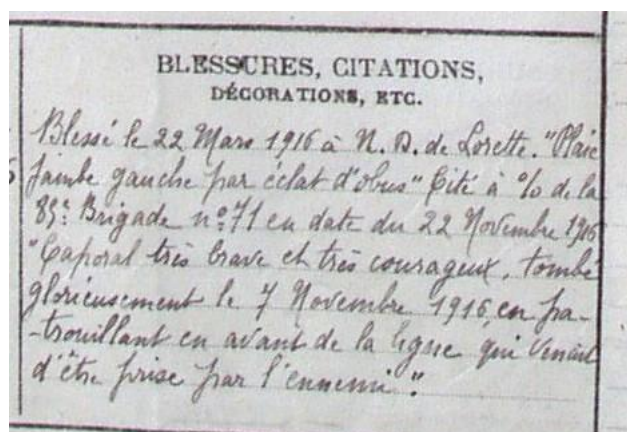 BLESSURES, CITATIONS,
DÉCORATIONS, ETC.
Blessé le 22 Mars 1916 à N. D. de Lorette. "Plaie
jambe gauche par éclat d'obus" Cité à l'o/ de la
85e Brigade n° 71 en date du 22 Novembre 1916
"Caporal très brave et très courageux, tombé
glorieusement le 7 Novembre 1916, en pa-
-trouillant en avant de la ligne qui venait
d'être prise par l'ennemi".